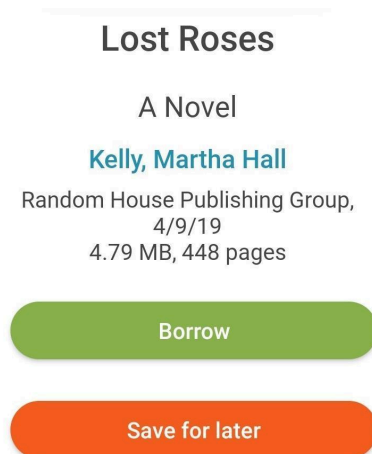 Lost Roses
A Novel
Kelly, Martha Hall
Random House Publishing Group,
4/9/19
4.79 MB, 448 pages
Borrow
Save for later